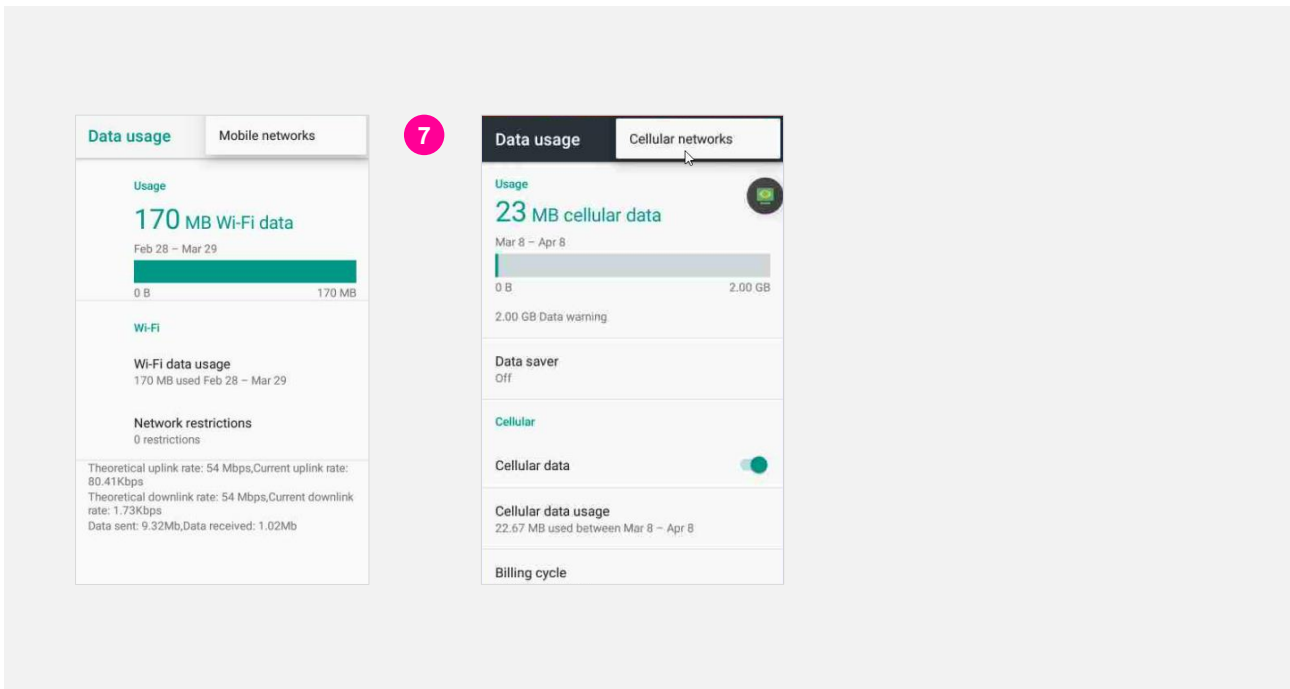 Data usage
Mobile networks
Usage
170 MB Wi-Fi data
Feb 28 – Mar 29
0 B
170 MB
Wi-Fi
Wi-Fi data usage
170 MB used Feb 28 – Mar 29
Network restrictions
0 restrictions
Theoretical uplink rate: 54 Mbps,Current uplink rate:
80.41Kbps
Theoretical downlink rate: 54 Mbps,Current downlink
rate: 1.73Kbps
Data sent: 9.32Mb,Data received: 1.02Mb
7
Data usage
Cellular networks
Usage
23 MB cellular data
Mar 8 – Apr 8
0 B
2.00 GB
2.00 GB Data warning
Data saver
Off
Cellular
Cellular data
Cellular data usage
22.67 MB used between Mar 8 – Apr 8
Billing cycle